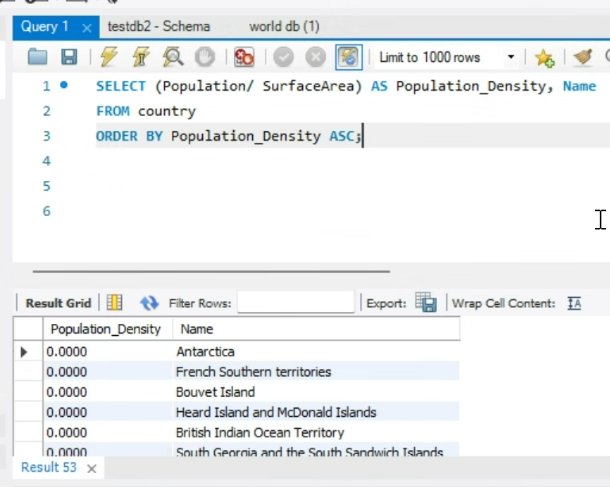 Query 1
testdb2 - Schema
world db (1)
Limit to 1000 rows
1 SELECT (Population/ SurfaceArea) AS Population_Density, Name
2 FROM country
3 ORDER BY Population_Density ASC;
4
5
6
Result Grid Filter Rows: Export: Wrap Cell Content: IA
Population_Density Name
0.0000 Antarctica
0.0000 French Southern territories
0.0000 Bouvet Island
0.0000 Heard Island and McDonald Islands
0.0000 British Indian Ocean Territory
0.0000 South Georgia and the South Sandwich Islands
Result 53